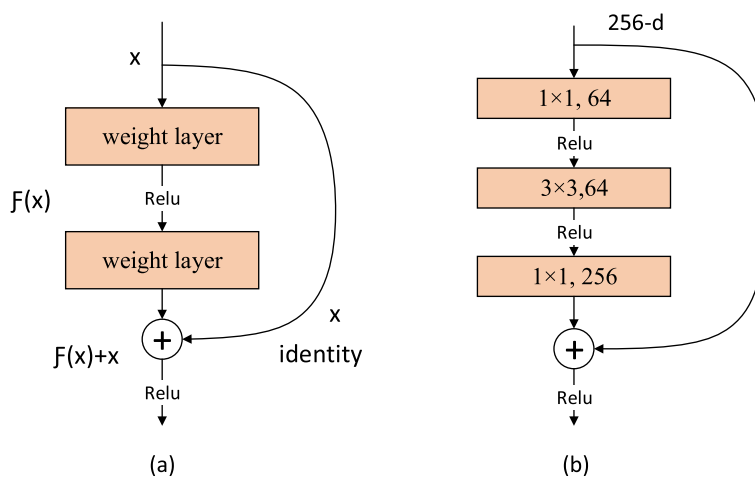 x
weight layer
Relu
Ƒ(x)
weight layer
x
Ƒ(x)+x
identity
Relu
(a)
256-d
1×1, 64
Relu
3×3,64
Relu
1×1, 256
Relu
(b)